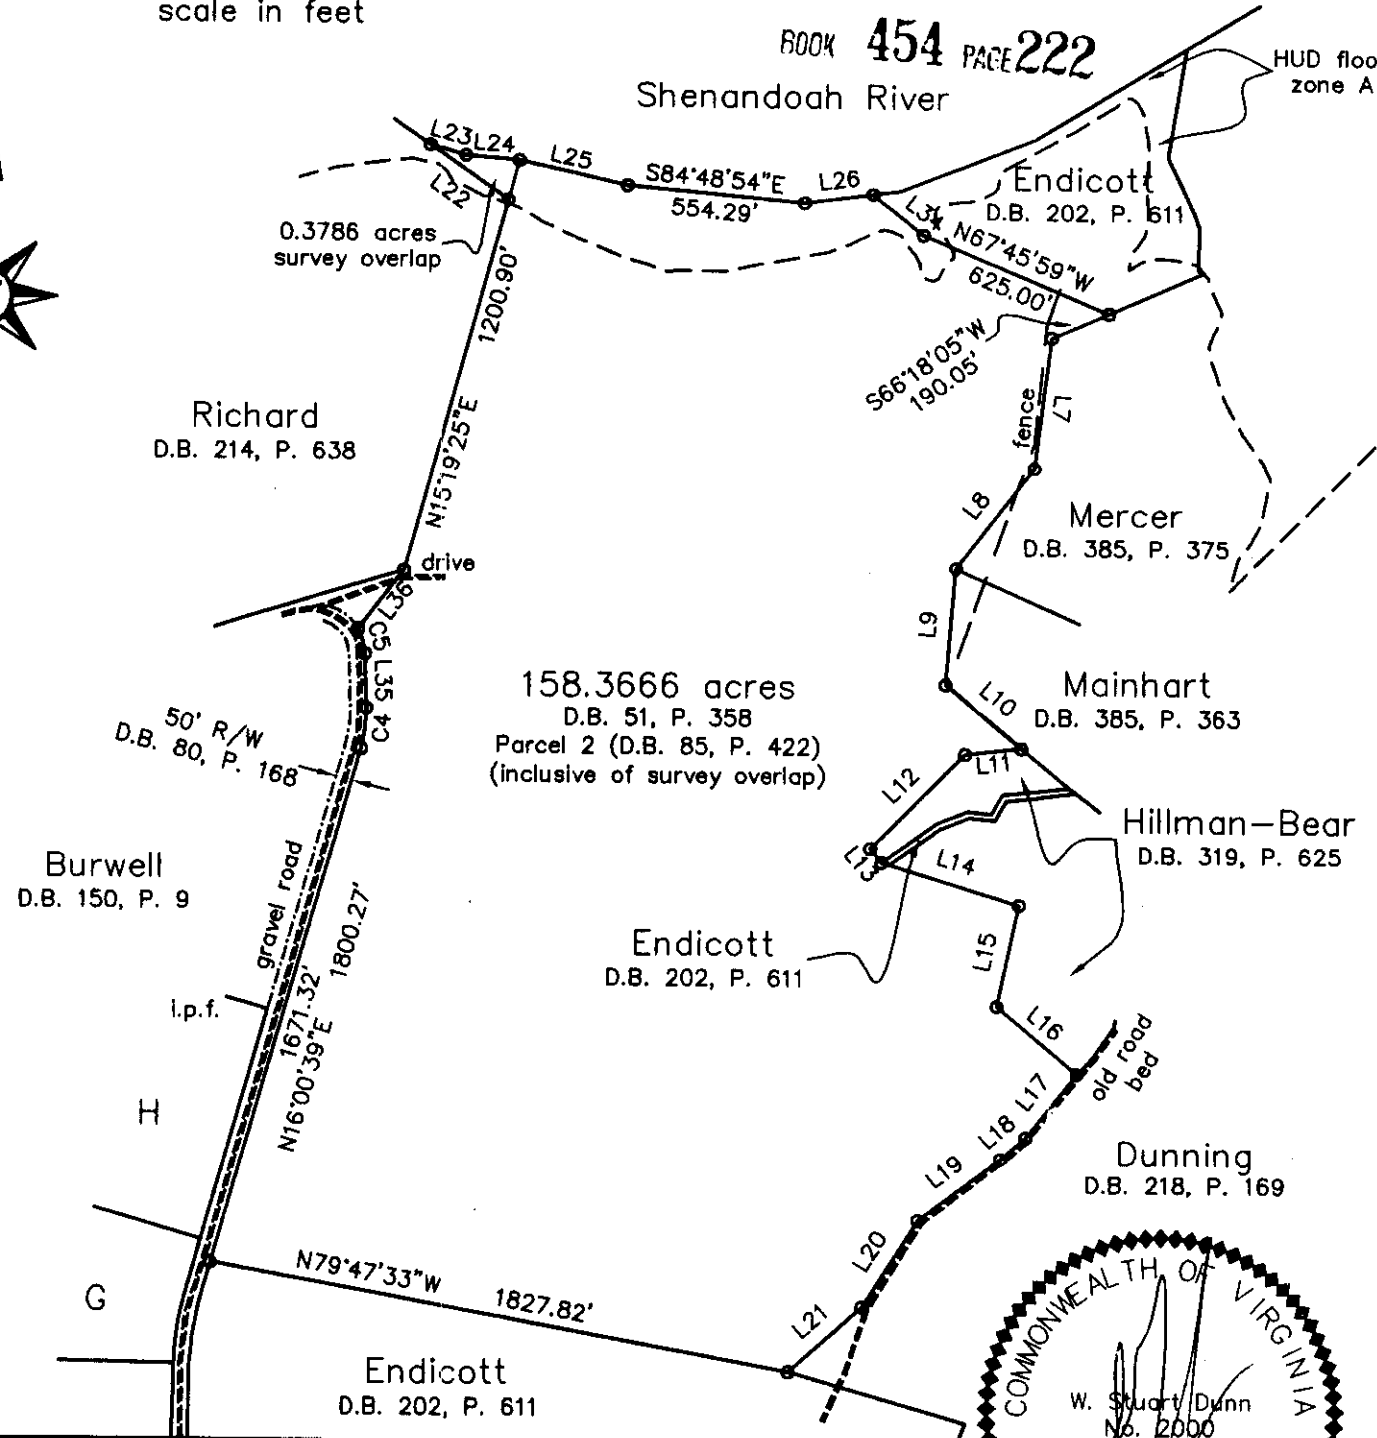 scale in feet
BOOK 454 PAGE 222
Shenandoah River
HUD floo
zone A
L23
L24
L25
S84°48'54"E
554.29'
L26
L22
0.3786 acres
survey overlap
Endicott
D.B. 202, P. 611
N67°45'59"W
625.00'
S66°18'05"W
190.05'
1200.90'
N15°19'25"E
fence
L7
Richard
D.B. 214, P. 638
L8
Mercer
D.B. 385, P. 375
drive
L36
C5
L35
C4
L9
158.3666 acres
D.B. 51, P. 358
Parcel 2 (D.B. 85, P. 422)
(inclusive of survey overlap)
L10
Mainhart
D.B. 385, P. 363
50' R/W
D.B. 80, P. 168
L11
L12
Hillman-Bear
D.B. 319, P. 625
L13
L14
Burwell
D.B. 150, P. 9
gravel road
1800.27'
1671.32'
N16°00'39"E
Endicott
D.B. 202, P. 611
L15
i.p.f.
L16
old road
bed
L17
L18
H
L19
Dunning
D.B. 218, P. 169
L20
N79°47'33"W
1827.82'
G
L21
Endicott
D.B. 202, P. 611
COMMONWEALTH OF VIRGINIA
W. Stuart Dunn
No. 2000